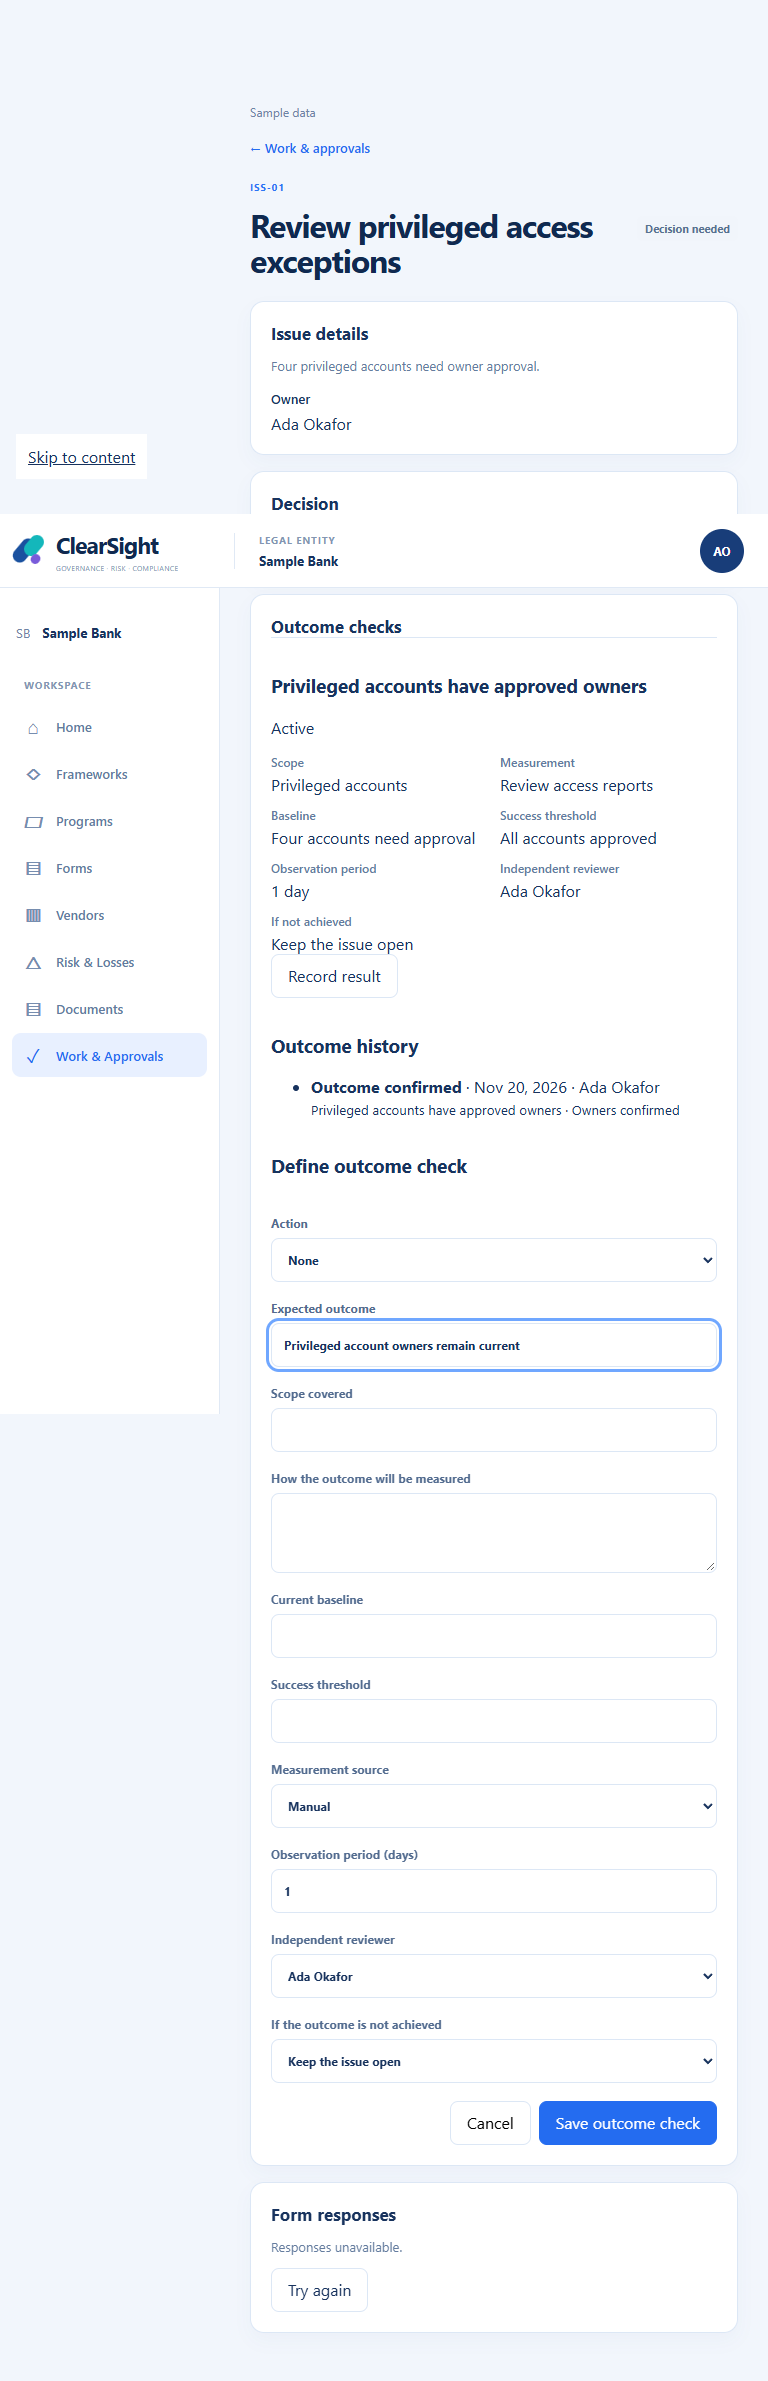 Sample data
← Work & approvals
ISS-01
Review privileged access
exceptions
Decision needed
Issue details
Four privileged accounts need owner approval.
Owner
Ada Okafor
Skip to content
Decision
ClearSight
GOVERNANCE · RISK · COMPLIANCE
LEGAL ENTITY
Sample Bank
AO
SB Sample Bank
WORKSPACE
Home
Frameworks
Programs
Forms
Vendors
Risk & Losses
Documents
Work & Approvals
Outcome checks
Privileged accounts have approved owners
Active
Scope
Privileged accounts
Measurement
Review access reports
Baseline
Four accounts need approval
Success threshold
All accounts approved
Observation period
1 day
Independent reviewer
Ada Okafor
If not achieved
Keep the issue open
Record result
Outcome history
• Outcome confirmed · Nov 20, 2026 · Ada Okafor
Privileged accounts have approved owners · Owners confirmed
Define outcome check
Action
None
Expected outcome
Privileged account owners remain current
Scope covered
How the outcome will be measured
Current baseline
Success threshold
Measurement source
Manual
Observation period (days)
1
Independent reviewer
Ada Okafor
If the outcome is not achieved
Keep the issue open
Cancel
Save outcome check
Form responses
Responses unavailable.
Try again